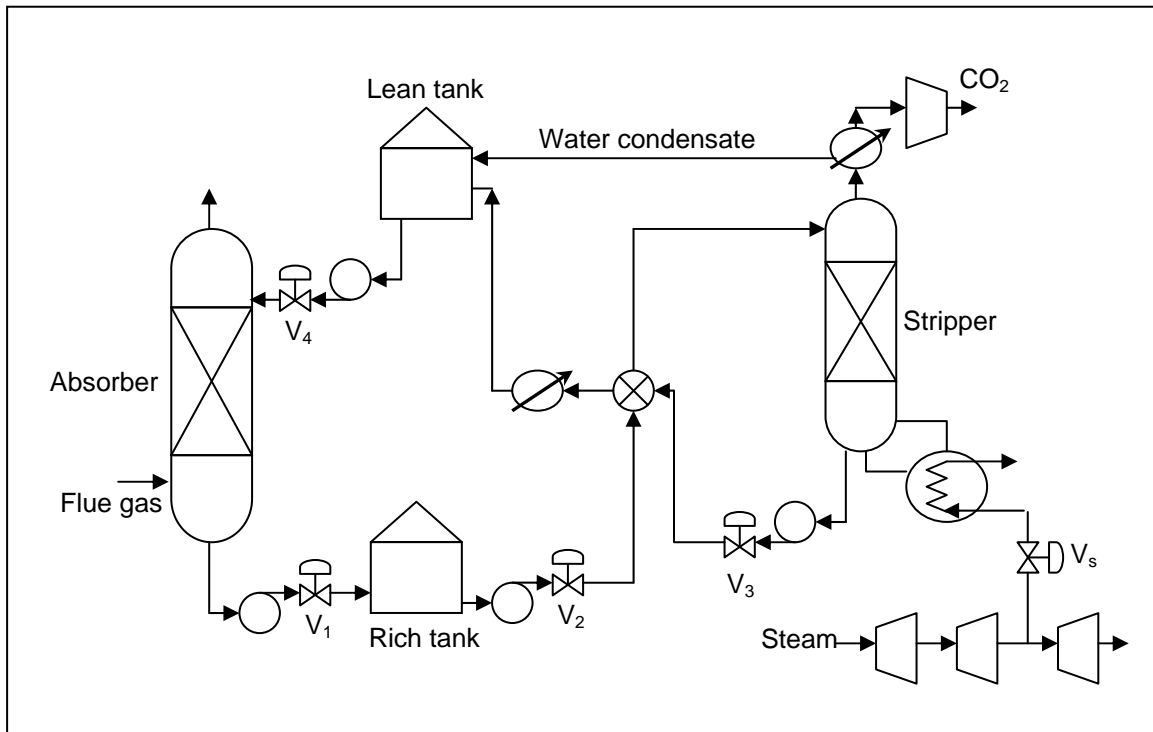 CO₂
Lean tank
Water condensate
V₄
Stripper
Absorber
Flue gas
V₁
Rich tank
V₂
V₃
Vₛ
Steam